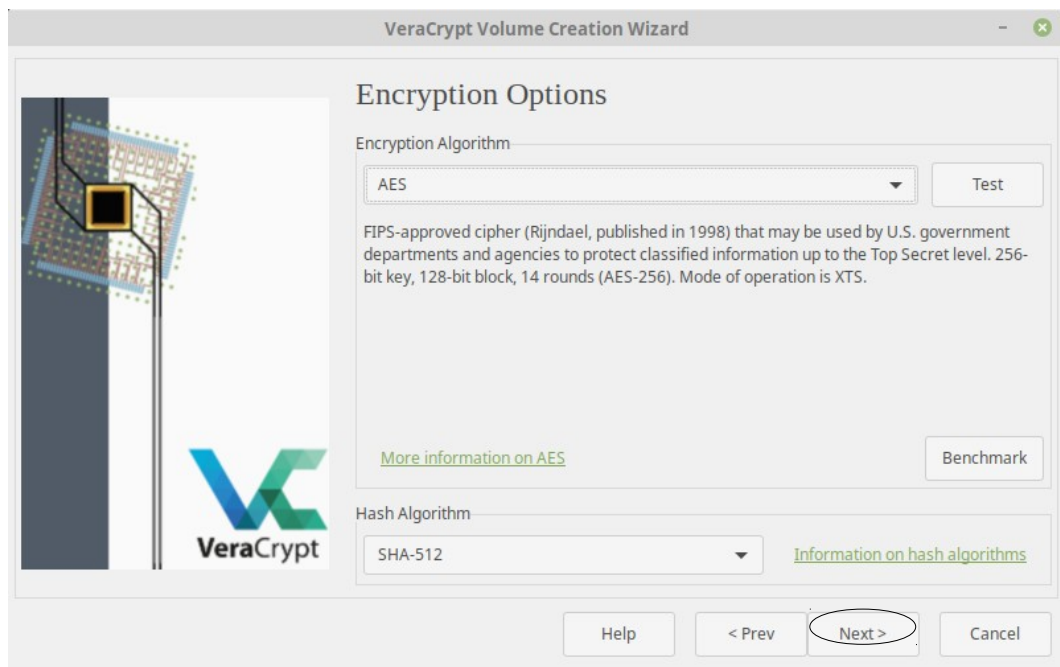 VeraCrypt Volume Creation Wizard
Encryption Options
Encryption Algorithm
AES
Test
FIPS-approved cipher (Rijndael, published in 1998) that may be used by U.S. government
departments and agencies to protect classified information up to the Top Secret level. 256-
bit key, 128-bit block, 14 rounds (AES-256). Mode of operation is XTS.
More information on AES
Benchmark
VeraCrypt
Hash Algorithm
SHA-512
Information on hash algorithms
Help
< Prev
Next >
Cancel